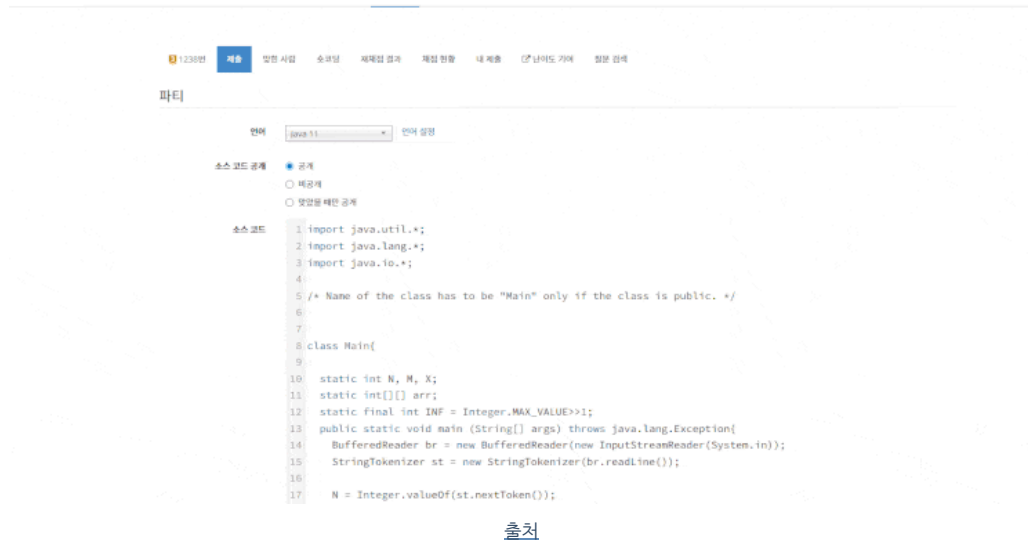 1238번 제출 맞힌 사람 숏코딩 재채점 결과 채점 현황 내 제출 난이도 기여 질문 검색
파티
언어 Java 11 언어 설정
소스 코드 공개 공개
비공개
맞았을 때만 공개
소스 코드
1 import java.util.*;
2 import java.lang.*;
3 import java.io.*;
4
5 /* Name of the class has to be "Main" only if the class is public. */
6
7
8 class Main{
9
10 static int N, M, X;
11 static int[][] arr;
12 static final int INF = Integer.MAX_VALUE>>1;
13 public static void main (String[] args) throws java.lang.Exception{
14 BufferedReader br = new BufferedReader(new InputStreamReader(System.in));
15 StringTokenizer st = new StringTokenizer(br.readLine());
16
17 N = Integer.valueOf(st.nextToken());
출처